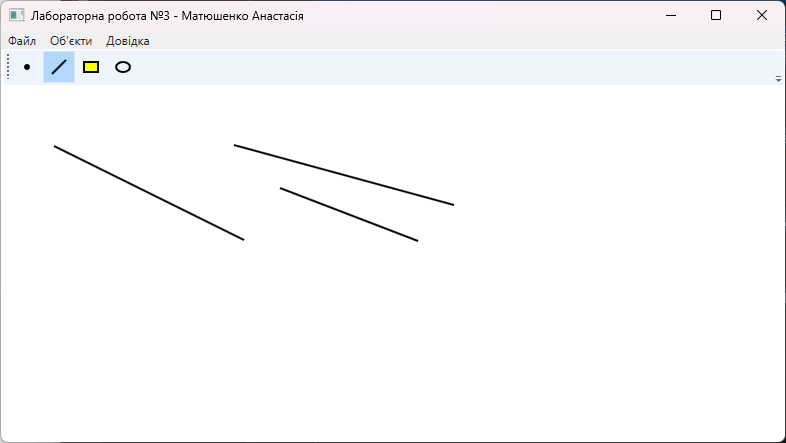 Лабораторна робота №3 - Матюшенко Анастасія
Файл Об'єкти Довідка